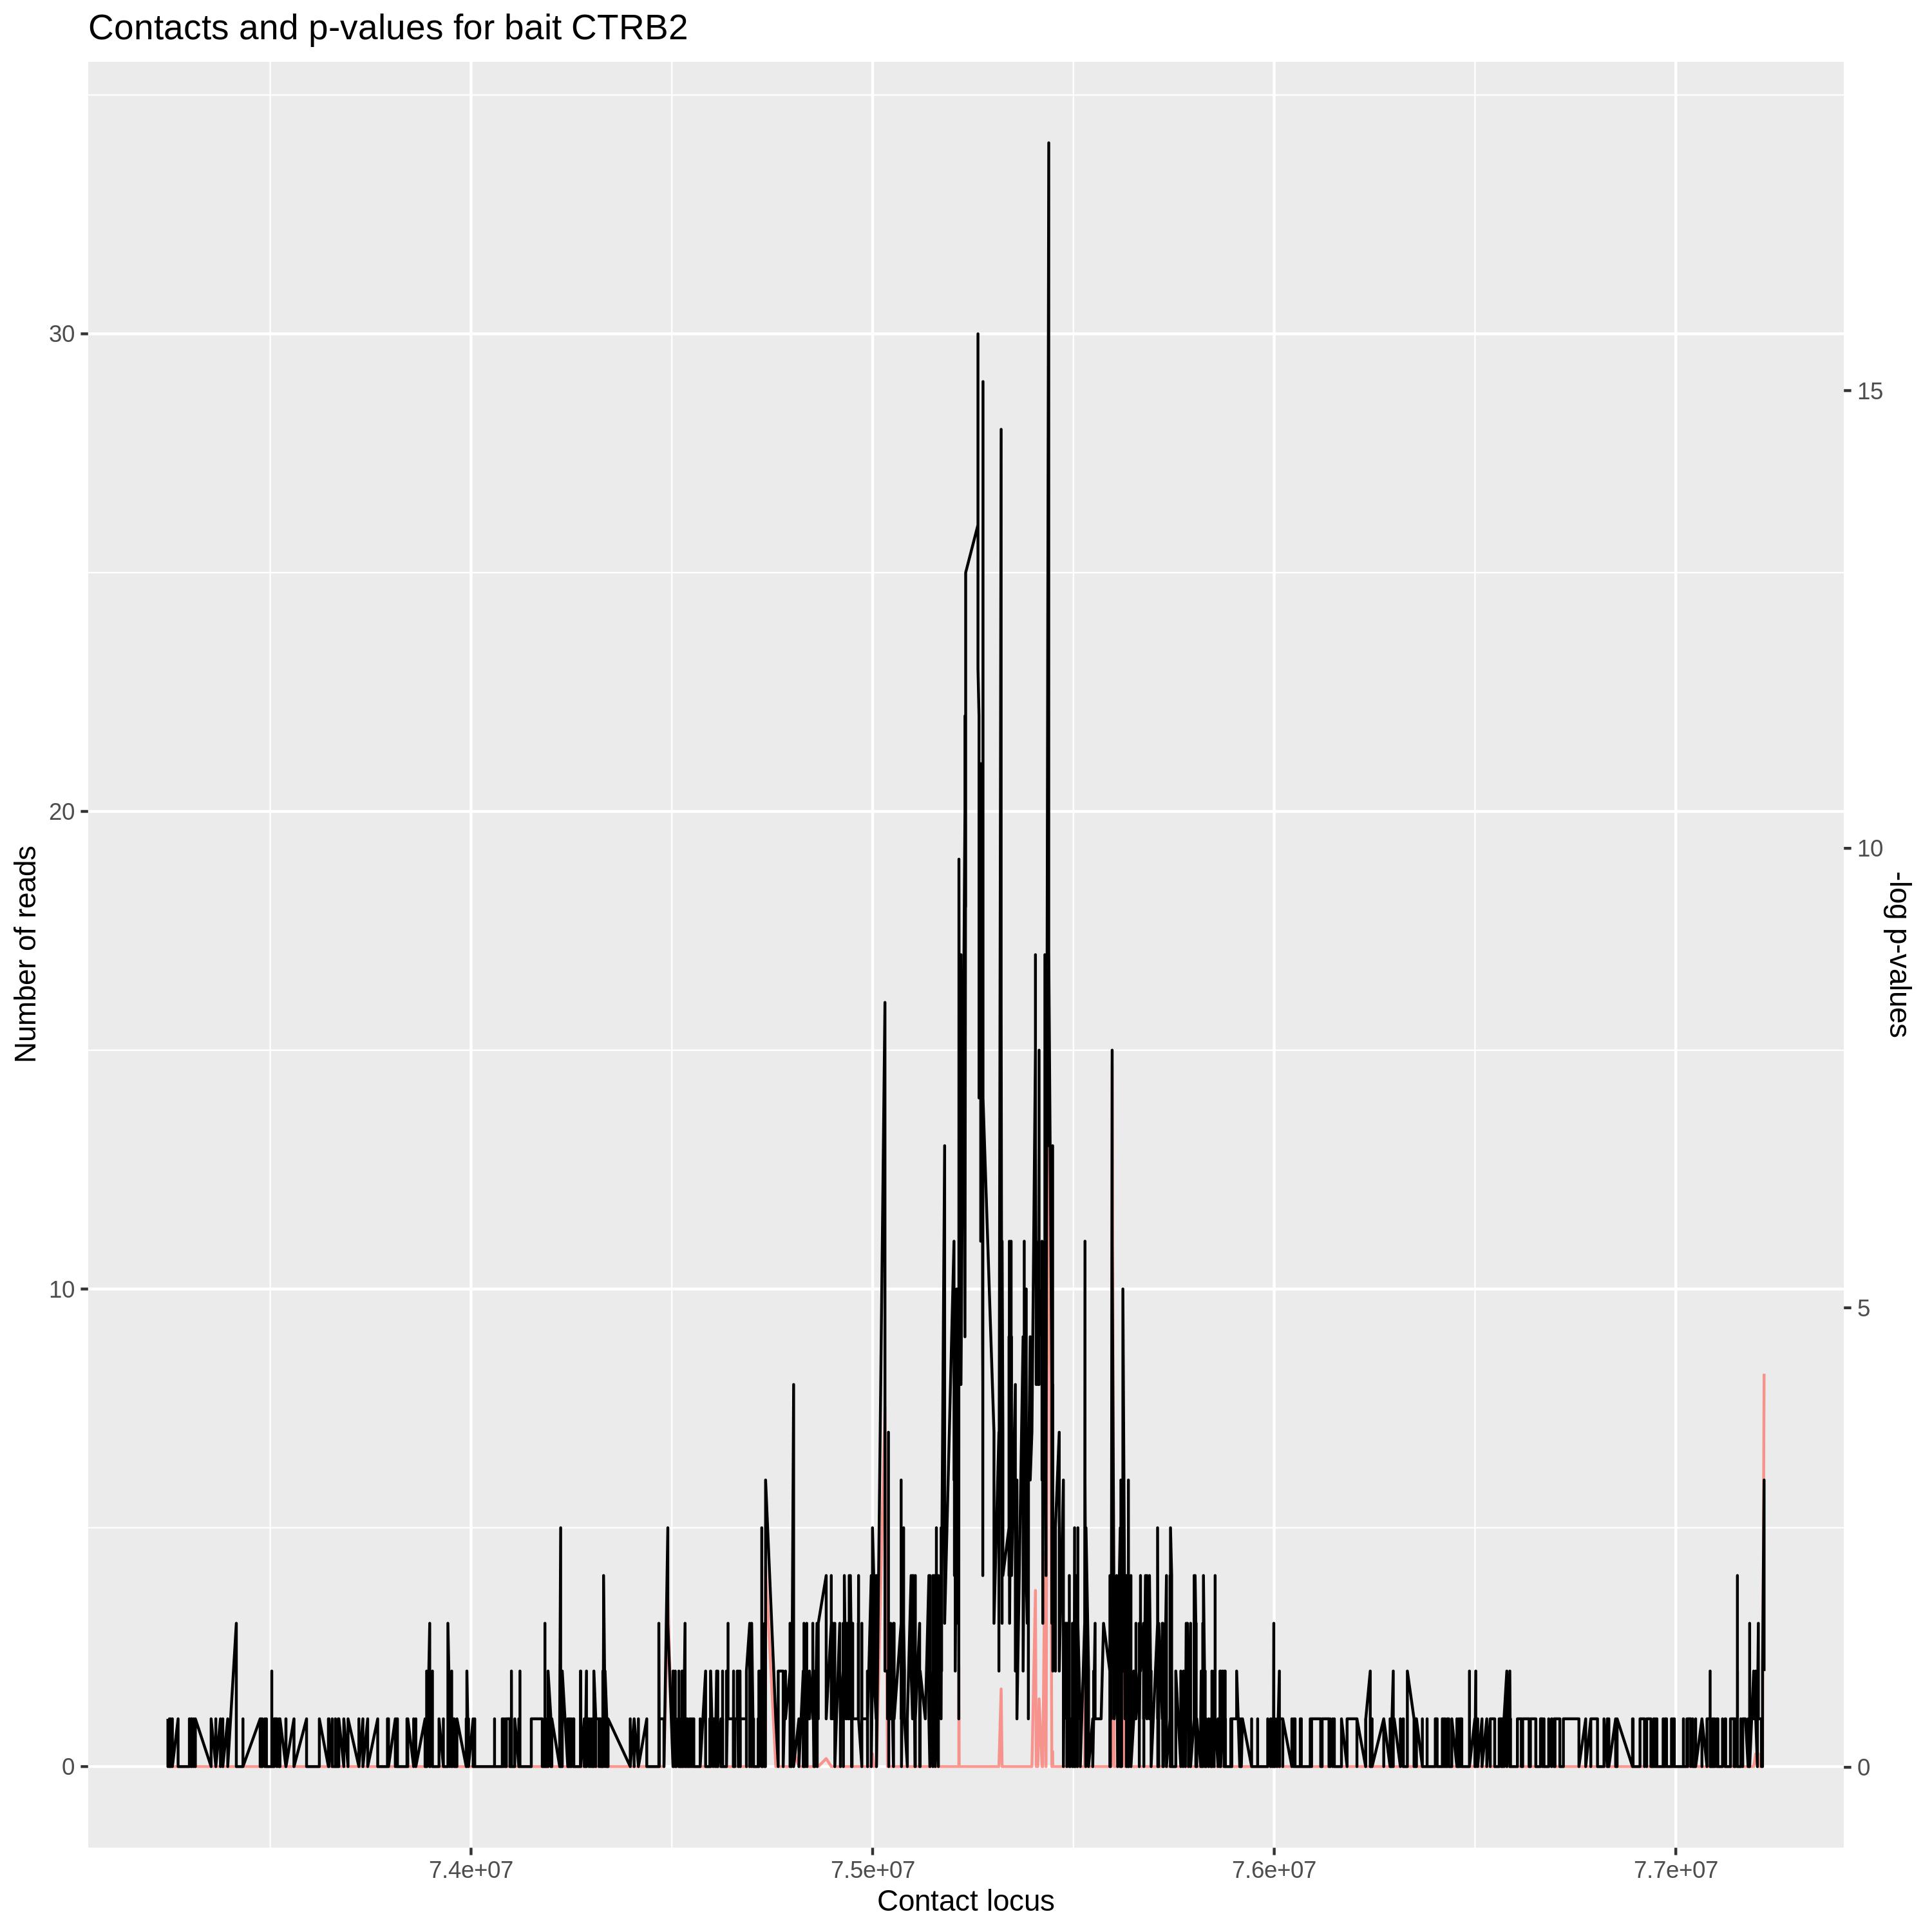 Contacts and p-values for bait CTRB2
Number of reads
30
20
10
0
15
10
5
0
-log p-values
7.4e+07 7.5e+07 7.6e+07 7.7e+07
Contact locus